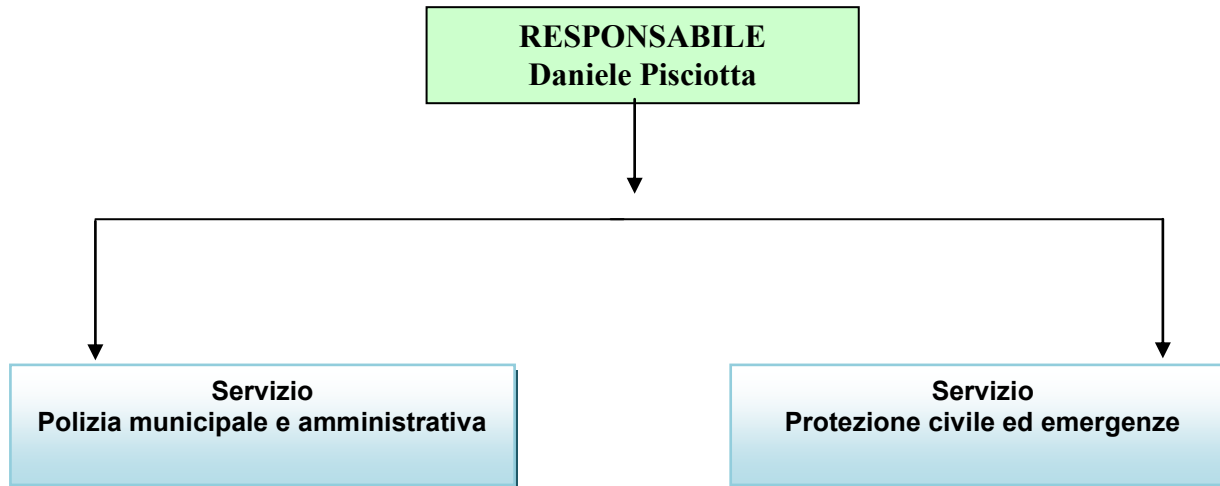 RESPONSABILE
Daniele Pisciotta
Servizio
Polizia municipale e amministrativa
Servizio
Protezione civile ed emergenze